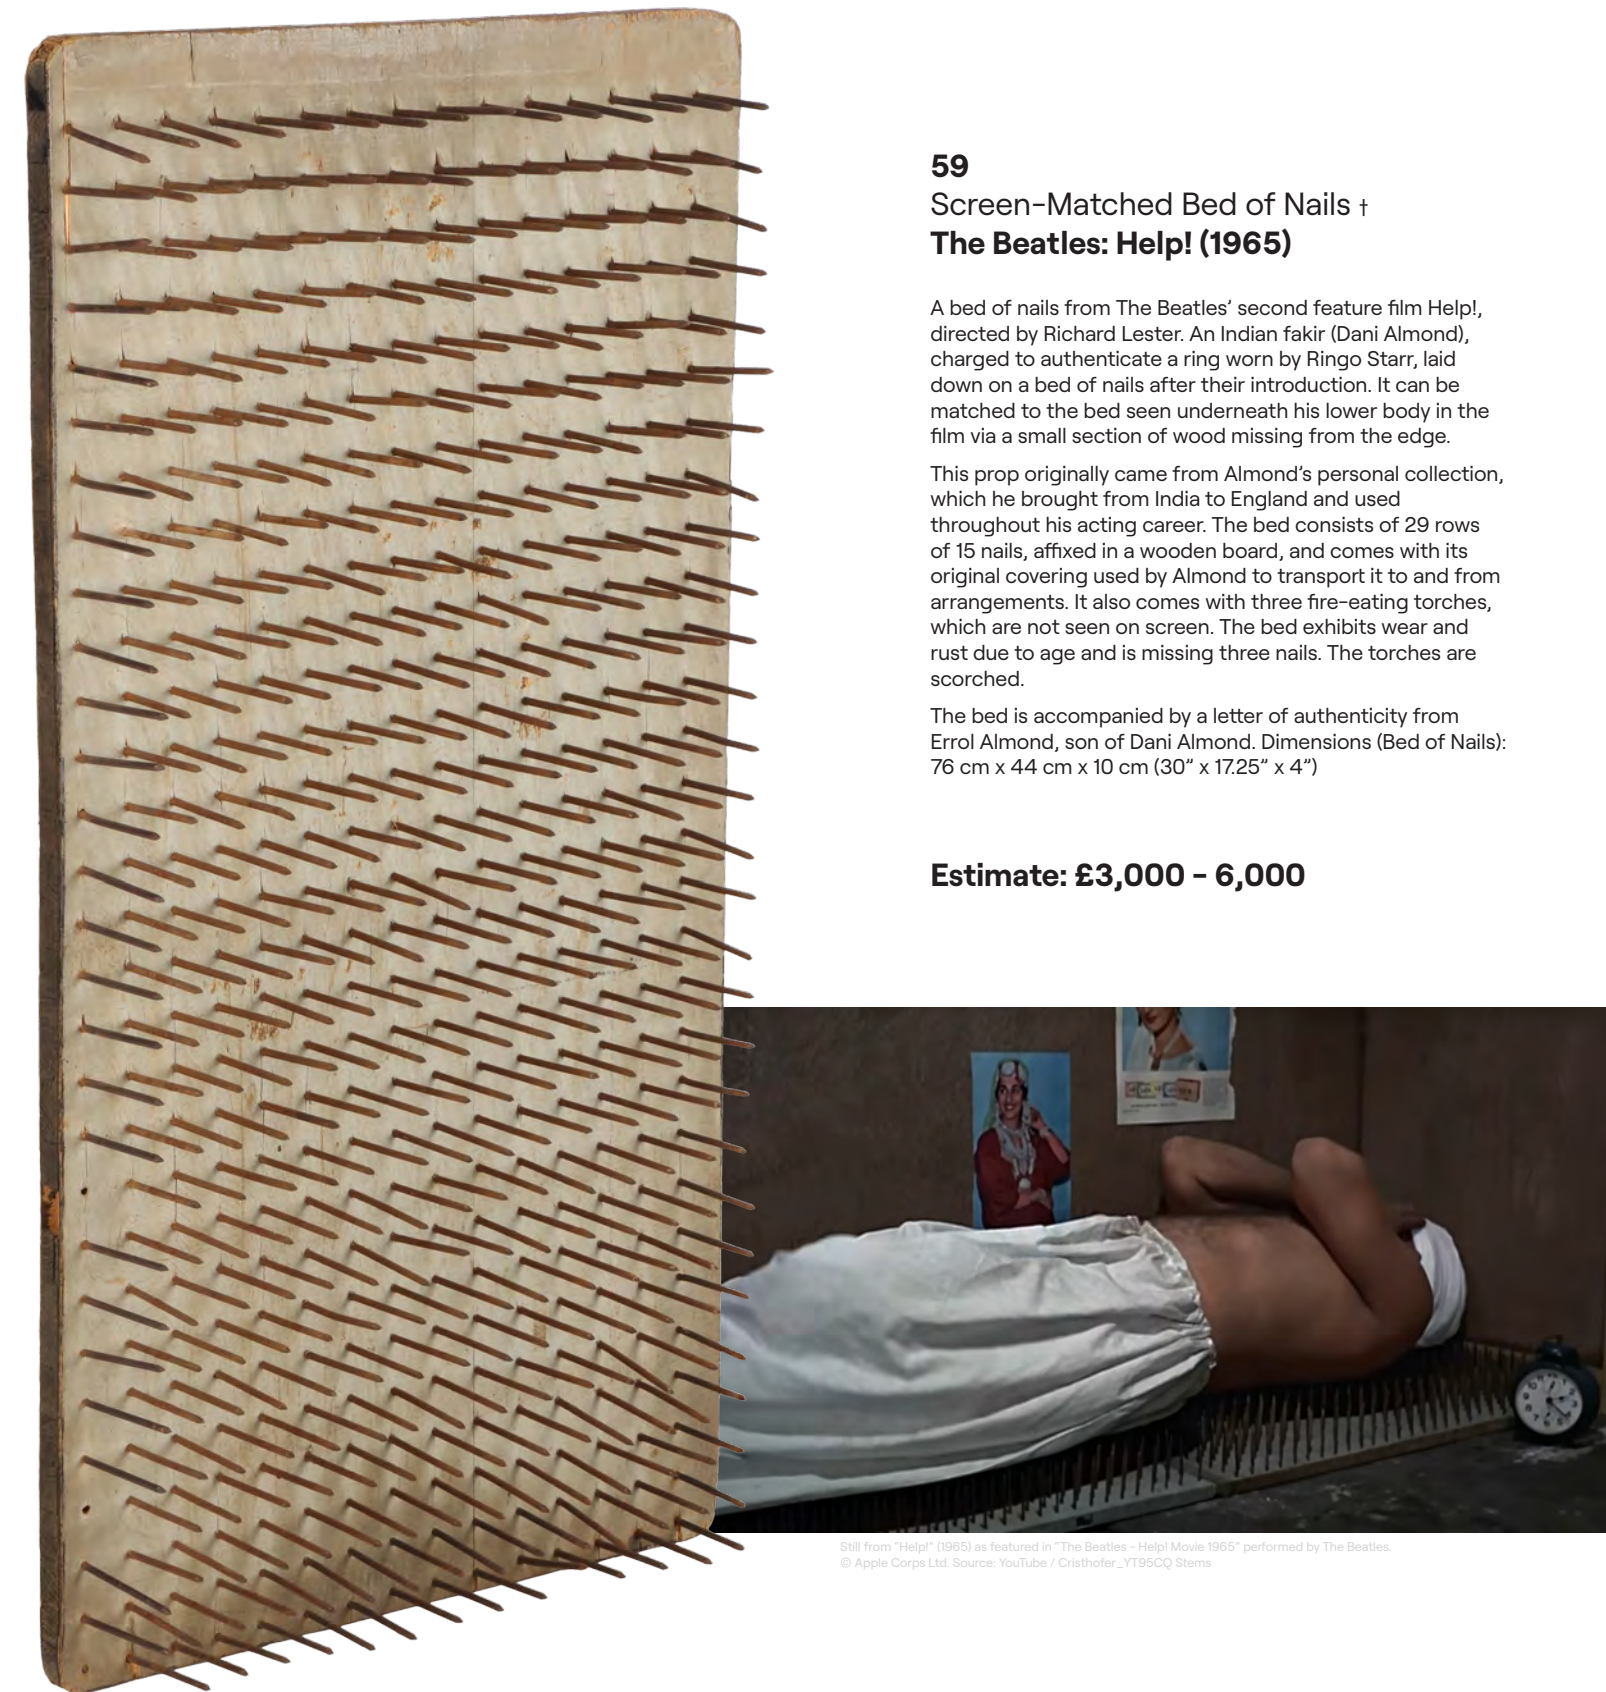 59
Screen-Matched Bed of Nails †
The Beatles: Help! (1965)
A bed of nails from The Beatles’ second feature film Help!,
directed by Richard Lester. An Indian fakir (Dani Almond),
charged to authenticate a ring worn by Ringo Starr, laid
down on a bed of nails after their introduction. It can be
matched to the bed seen underneath his lower body in the
film via a small section of wood missing from the edge.
This prop originally came from Almond’s personal collection,
which he brought from India to England and used
throughout his acting career. The bed consists of 29 rows
of 15 nails, affixed in a wooden board, and comes with its
original covering used by Almond to transport it to and from
arrangements. It also comes with three fire-eating torches,
which are not seen on screen. The bed exhibits wear and
rust due to age and is missing three nails. The torches are
scorched.
The bed is accompanied by a letter of authenticity from
Errol Almond, son of Dani Almond. Dimensions (Bed of Nails):
76 cm x 44 cm x 10 cm (30” x 17.25” x 4”)
Estimate: £3,000 – 6,000
Still from "Help!" (1965) as featured in "The Beatles - Help! Movie 1965" performed by The Beatles.
© Apple Corps Ltd. Source: YouTube / Cristhofer_YT95CQ Stems